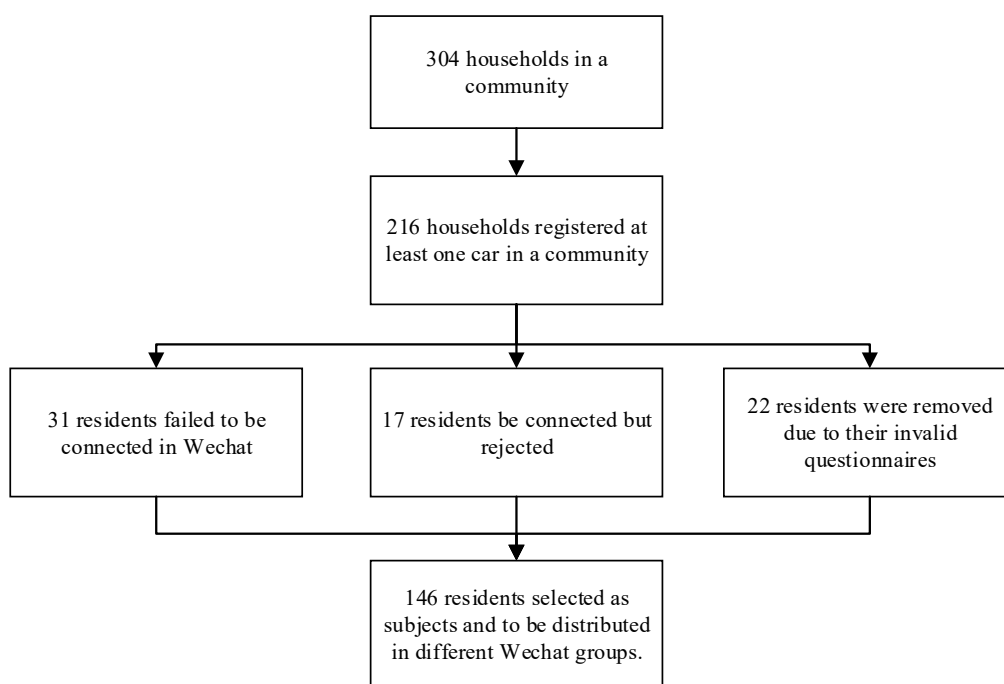 304 households in a
community
216 households registered at
least one car in a community
31 residents failed to be
connected in Wechat
17 residents be connected but
rejected
22 residents were removed
due to their invalid
questionnaires
146 residents selected as
subjects and to be distributed
in different Wechat groups.